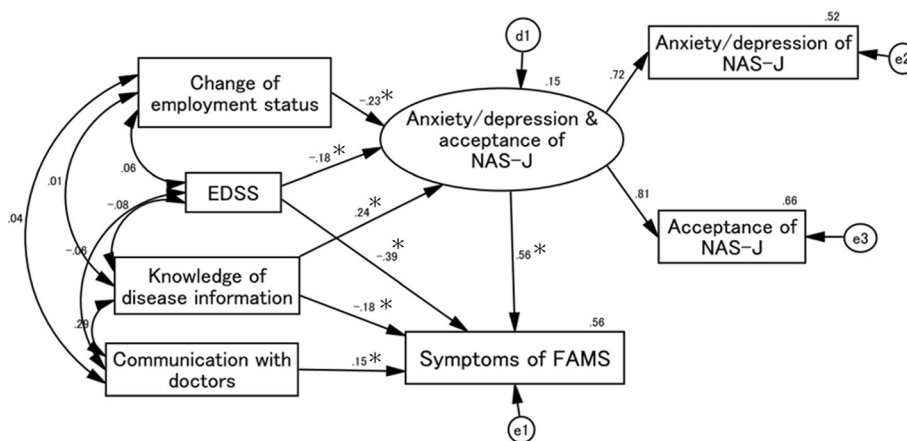 d1
.52
Anxiety/depression of
NAS-J
e2
Change of
employment status
.15
.72
-.23*
Anxiety/depression &
acceptance of
NAS-J
-.18*
.06
EDSS
.01
-.08
.04
.24*
.81
.66
Acceptance of
NAS-J
e3
-.06
Knowledge of
disease information
-.39*
.56*
-.18*
.29
.56
Communication with
doctors
.15*
Symptoms of FAMS
e1